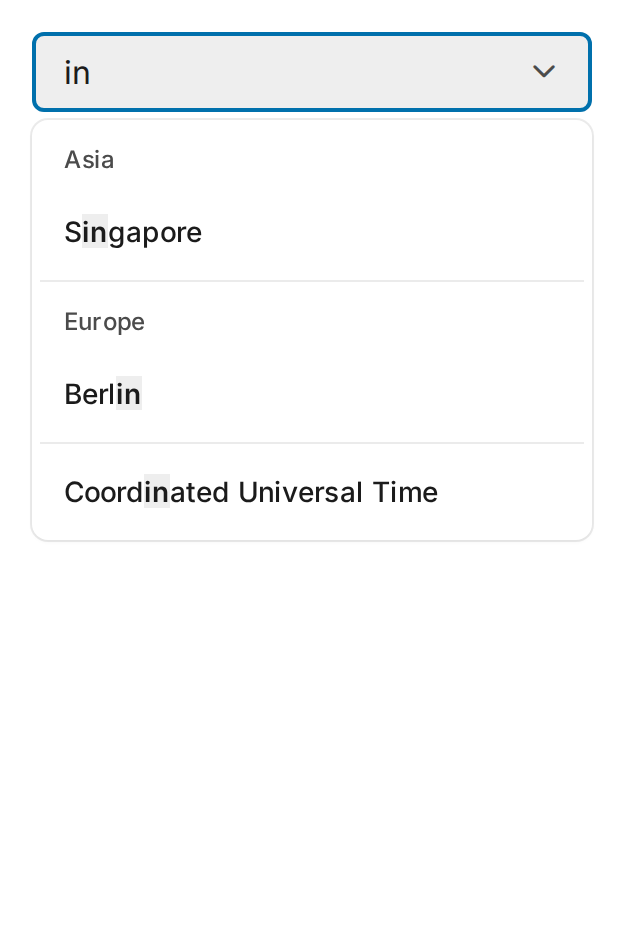 in
Asia
Singapore
Europe
Berlin
Coordinated Universal Time